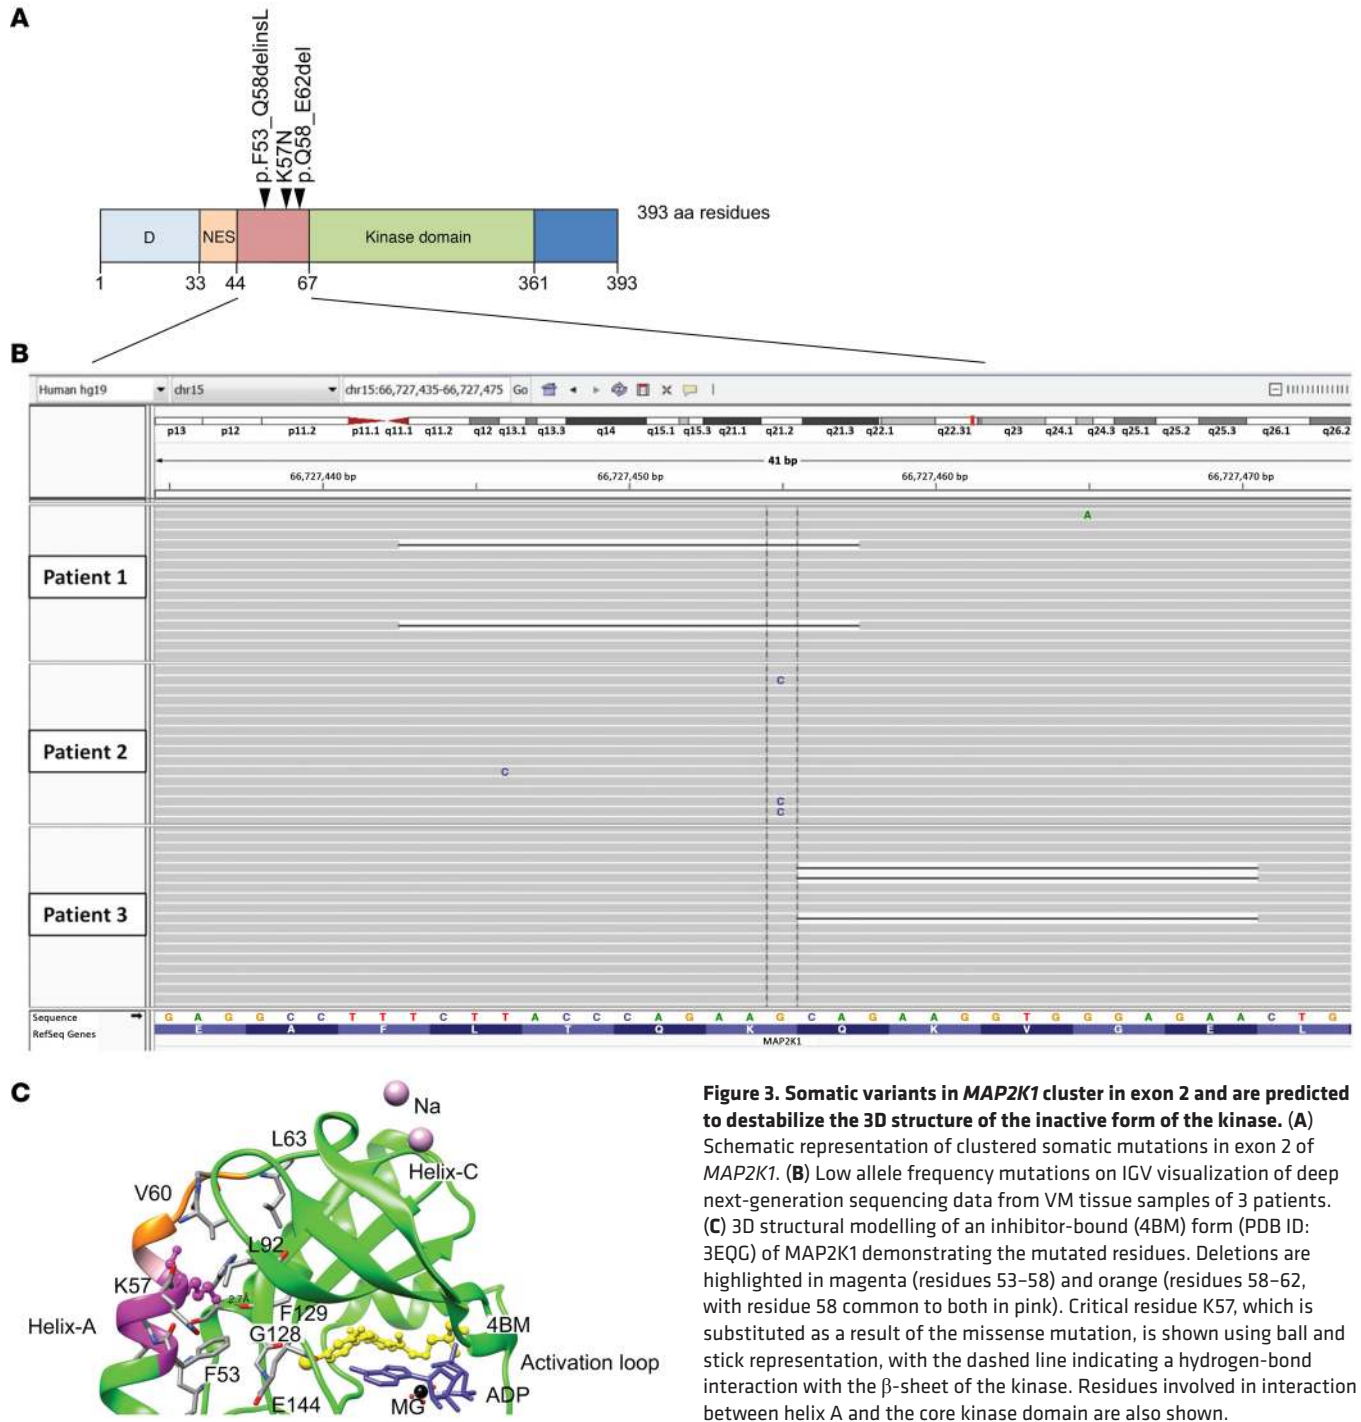 A
p.F53_Q58delinsL
K57N
p.Q58_E62del
D
NES
Kinase domain
393 aa residues
1 33 44 67 361 393
B
Human hg19 chr15 chr15:66,727,435-66,727,475 Go
p13 p12 p11.2 p11.1 q11.1 q11.2 q12 q13.1 q13.3 q14 q15.1 q15.3 q21.1 q21.2 q21.3 q22.1 q22.31 q23 q24.1 q24.3 q25.1 q25.2 q25.3 q26.1 q26.2
41 bp
66,727,440 bp 66,727,450 bp 66,727,460 bp 66,727,470 bp
A
Patient 1
C
Patient 2
C
C
C
Patient 3
Sequence G A G G C C T T T C T T A C C C A G A A G C A G A A G G T G G G A G A A C T G
RefSeq Genes E A F L T Q K Q K V G E L
MAP2K1
C
Na
L63
Helix-C
V60
L92
K57
2.7Å
F129
Helix-A
G128
4BM
F53
Activation loop
E144
MG
ADP
Figure 3. Somatic variants in MAP2K1 cluster in exon 2 and are predicted
to destabilize the 3D structure of the inactive form of the kinase. (A)
Schematic representation of clustered somatic mutations in exon 2 of
MAP2K1. (B) Low allele frequency mutations on IGV visualization of deep
next-generation sequencing data from VM tissue samples of 3 patients.
(C) 3D structural modelling of an inhibitor-bound (4BM) form (PDB ID:
3EQG) of MAP2K1 demonstrating the mutated residues. Deletions are
highlighted in magenta (residues 53–58) and orange (residues 58–62,
with residue 58 common to both in pink). Critical residue K57, which is
substituted as a result of the missense mutation, is shown using ball and
stick representation, with the dashed line indicating a hydrogen-bond
interaction with the β-sheet of the kinase. Residues involved in interaction
between helix A and the core kinase domain are also shown.